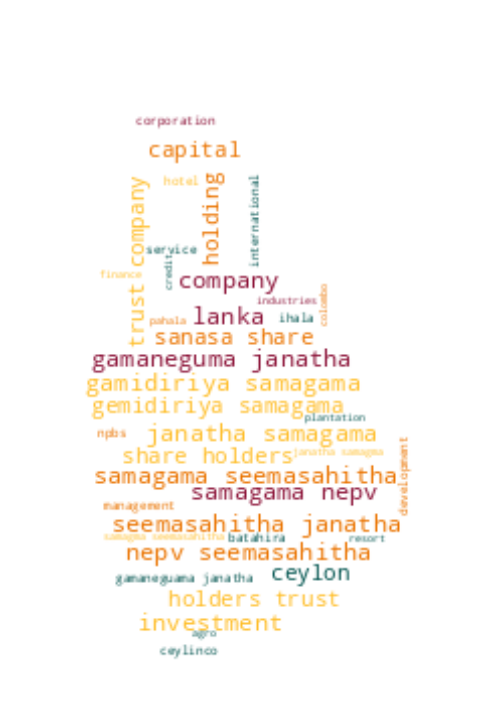 corporation
capital
hotel
trust company
holding
international
service
credit
finance
company
industries
colombo
pahala
lanka
ihala
sanasa share
gamaneguma janatha
gamidiriya samagama
gemidiriya samagama
plantation
npbs
janatha samagama
share holders
janatha samagma
samagama seemasahitha
development
samagama nepv
management
seemasahitha janatha
samagma seemasahitha
batahira
resort
nepv seemasahitha
gamaneguama janatha
ceylon
holders trust
investment
agro
ceylinco